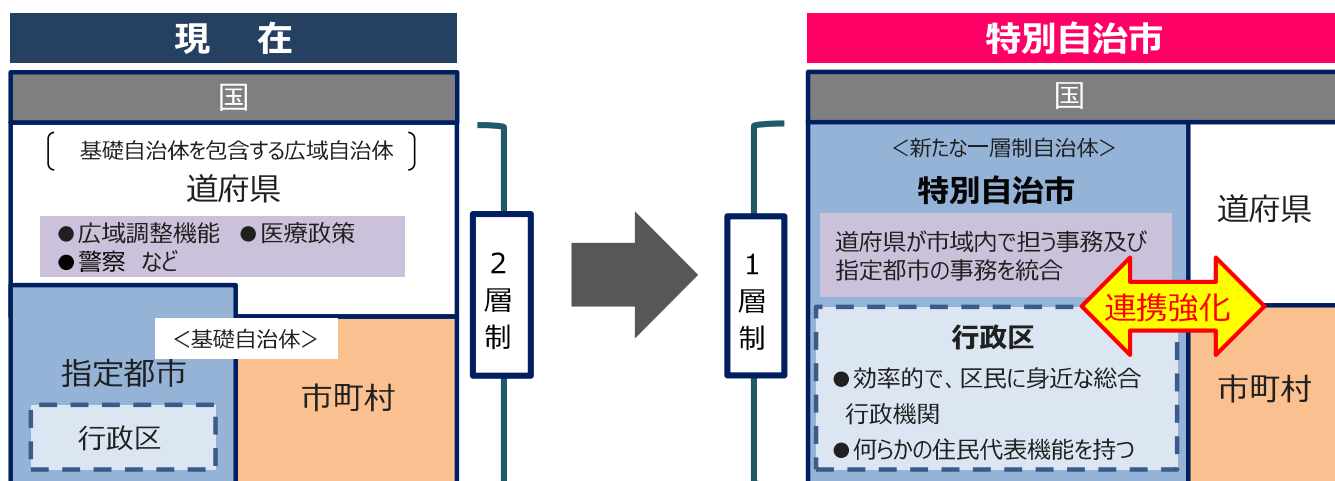 現 在
国
基礎自治体を包含する広域自治体
道府県
●広域調整機能 ●医療政策
●警察 など
<基礎自治体>
指定都市
行政区
市町村
2層制
特別自治市
国
<新たな一層制自治体>
特別自治市
道府県が市域内で担う事務及び
指定都市の事務を統合
道府県
連携強化
行政区
●効率的で、区民に身近な総合
行政機関
●何らかの住民代表機能を持つ
市町村
1層制